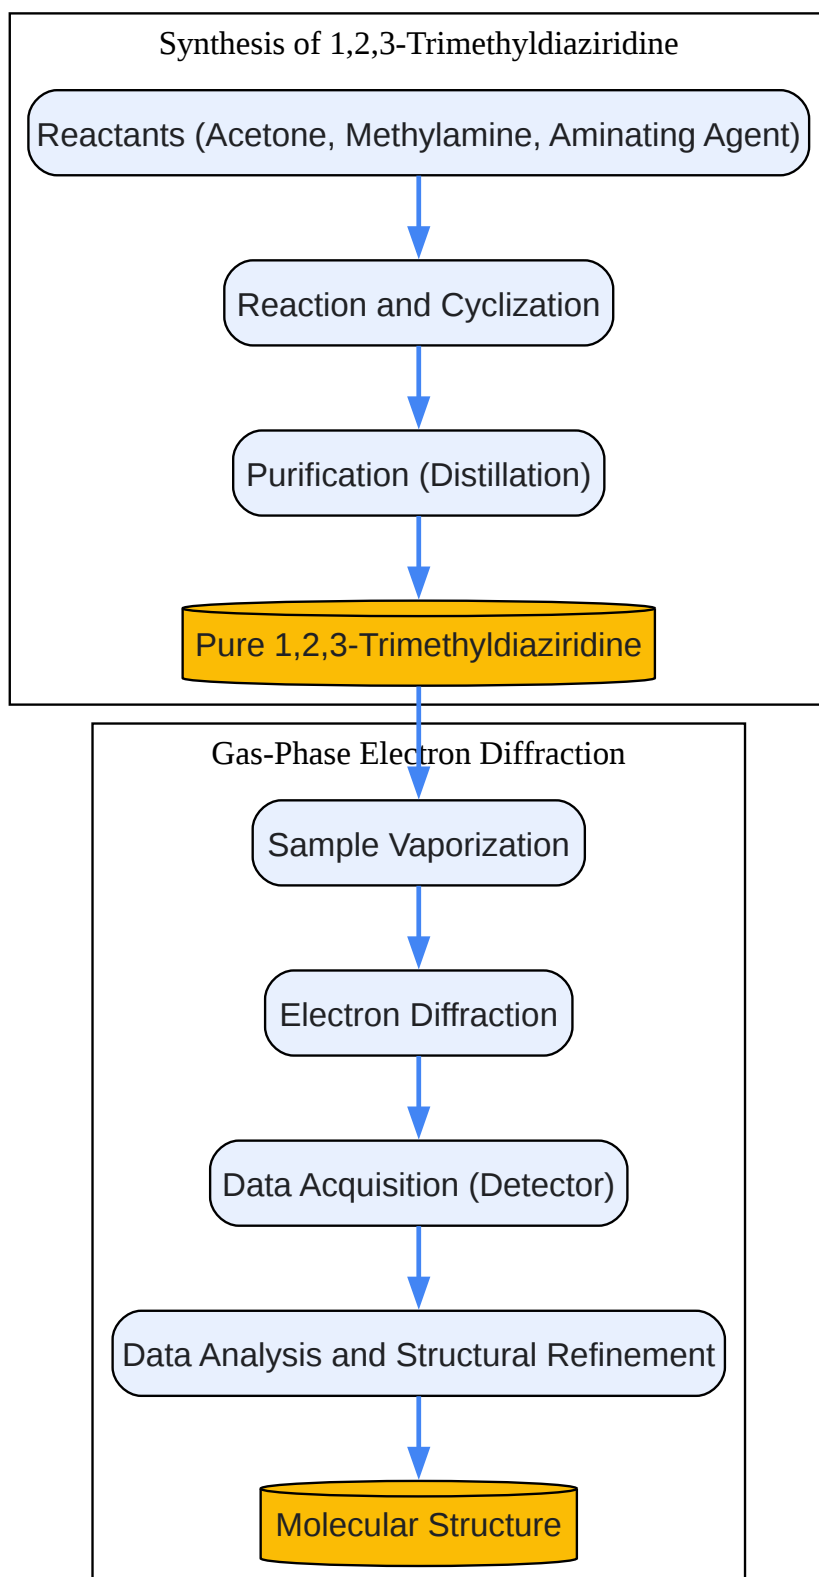 Synthesis of 1,2,3-Trimethyldiaziridine
Reactants (Acetone, Methylamine, Aminating Agent)
Reaction and Cyclization
Purification (Distillation)
Pure 1,2,3-Trimethyldiaziridine
Gas-Phase Electron Diffraction
Sample Vaporization
Electron Diffraction
Data Acquisition (Detector)
Data Analysis and Structural Refinement
Molecular Structure